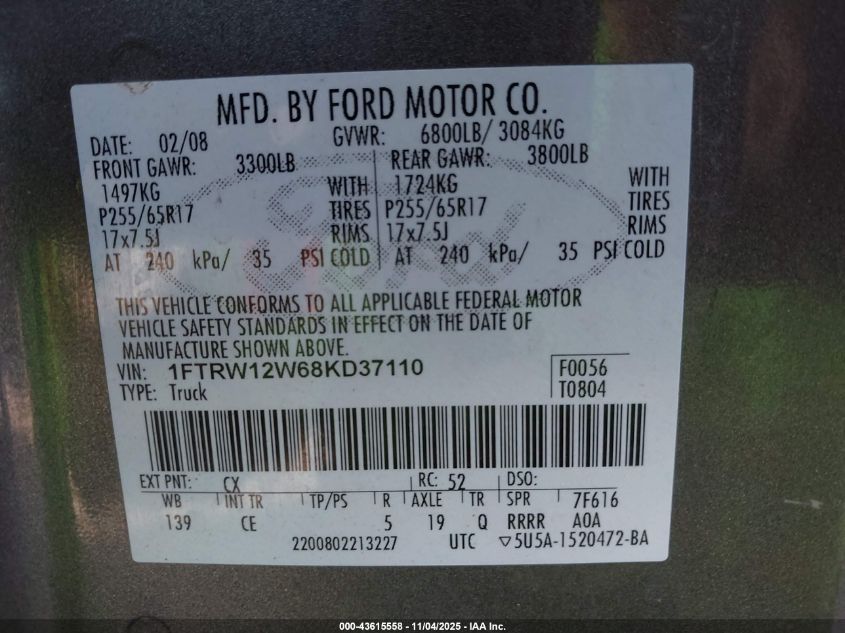 MFD. BY FORD MOTOR CO.
DATE: 02/08 GVWR: 6800LB/ 3084KG
FRONT GAWR: 3300LB REAR GAWR: 3800LB
1497KG WITH 1724KG WITH
P255/65R17 TIRES P255/65R17 TIRES
17x7.5J RIMS 17x7.5J RIMS
AT 240 kPa/ 35 PSI COLD AT 240 kPa/ 35 PSI COLD
Ford
THIS VEHICLE CONFORMS TO ALL APPLICABLE FEDERAL MOTOR
VEHICLE SAFETY STANDARDS IN EFFECT ON THE DATE OF
MANUFACTURE SHOWN ABOVE.
VIN: 1FTRW12W68KD37110 F0056
TYPE: Truck T0804
EXT PNT: CX RC: 52 DSO:
WB INT TR TP/PS R AXLE TR SPR 7F616
139 CE 5 19 Q RRRR A0A
2200802213227 UTC ▽5U5A-1520472-BA
000-43615558 - 11/04/2025 - IAA Inc.